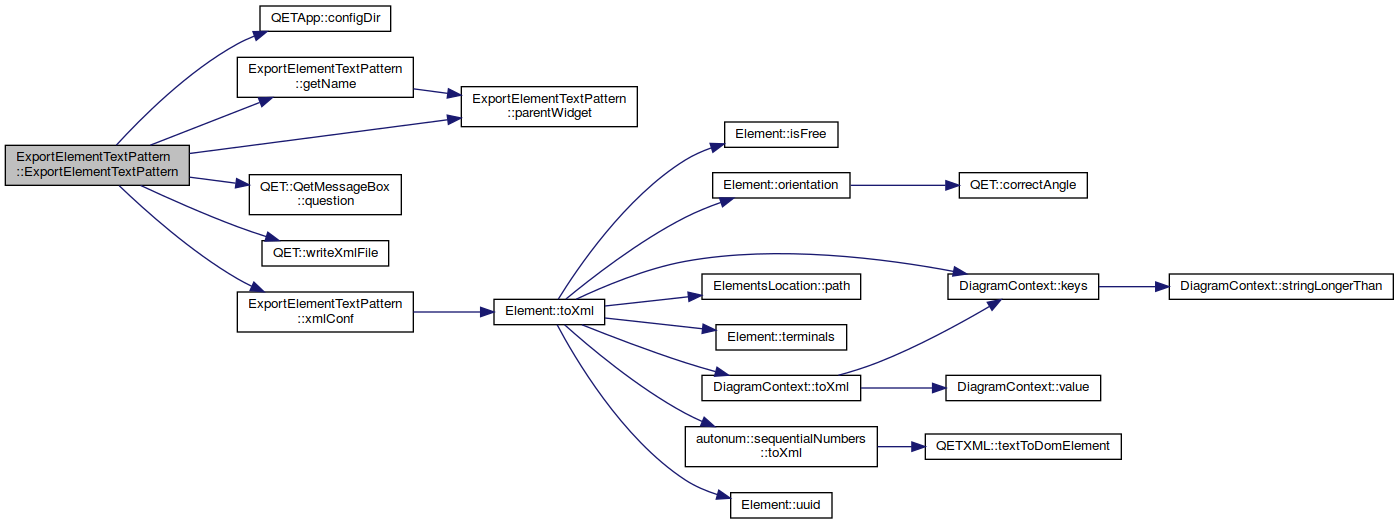 QETApp::configDir
ExportElementTextPattern
::getName
ExportElementTextPattern
::parentWidget
Element::isFree
ExportElementTextPattern
::ExportElementTextPattern
QET::QetMessageBox
::question
Element::orientation
QET::correctAngle
QET::writeXmlFile
ExportElementTextPattern
::xmlConf
Element::toXml
ElementsLocation::path
DiagramContext::keys
DiagramContext::stringLongerThan
Element::terminals
DiagramContext::toXml
DiagramContext::value
autonum::sequentialNumbers
::toXml
QETXML::textToDomElement
Element::uuid